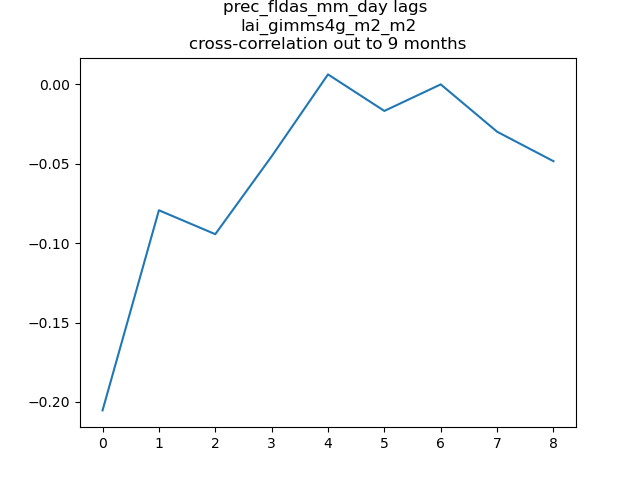 prec_fldas_mm_day lags
lai_gimms4g_m2_m2
cross-correlation out to 9 months
0.00
−0.05
−0.10
−0.15
−0.20
0 1 2 3 4 5 6 7 8